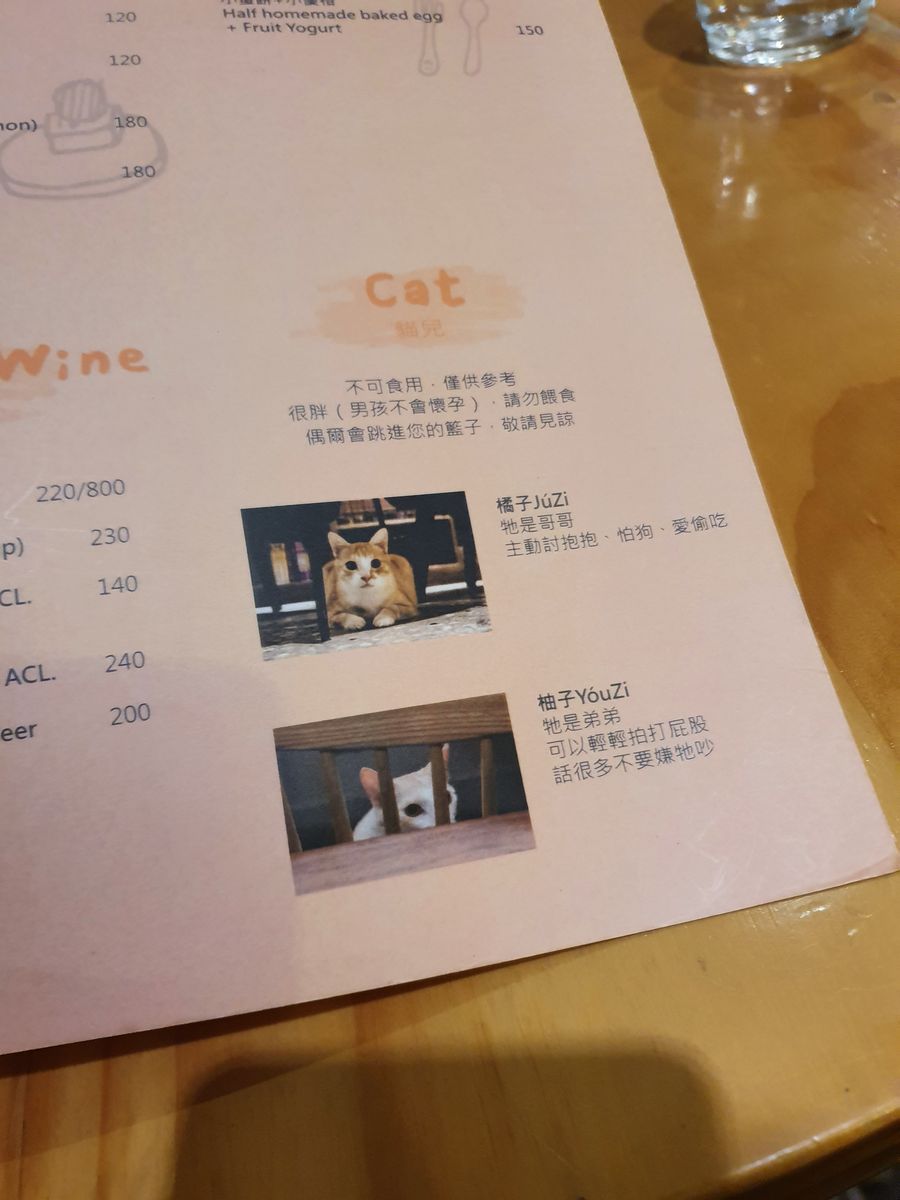 120
120
non) 180
180
Half homemade baked egg
+ Fruit Yogurt 150
Wine
220/800
p) 230
CL. 140
ACL. 240
eer 200
Cat
貓兒
不可食用．僅供參考
很胖（男孩不會懷孕）．請勿餵食
偶爾會跳進您的籃子．敬請見諒
橘子JúZi
牠是哥哥
主動討抱抱、怕狗、愛偷吃
柚子YóuZi
牠是弟弟
可以輕輕拍打屁股
話很多不要嫌牠吵